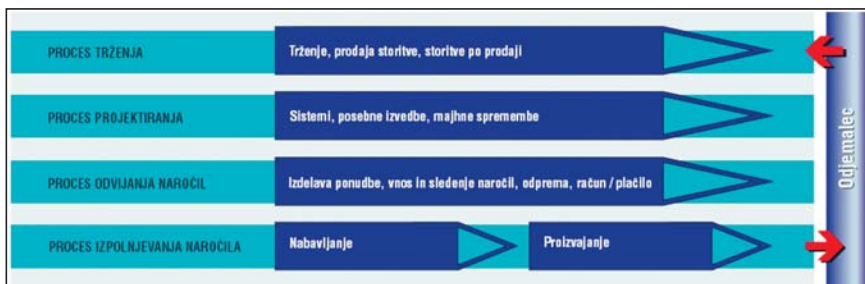 PROCES TRŽENJA
Trženje, prodaja storitve, storitve po prodaji
PROCES PROJEKTIRANJA
Sistemi, posebne izvedbe, majhne spremembe
PROCES ODVIJANJA NAROČIL
Izdelava ponudbe, vnos in sledenje naročil, odprema, račun / plačilo
PROCES IZPOLNJEVANJA NAROČILA
Nabavljanje
Proizvajanje
Odjemalec